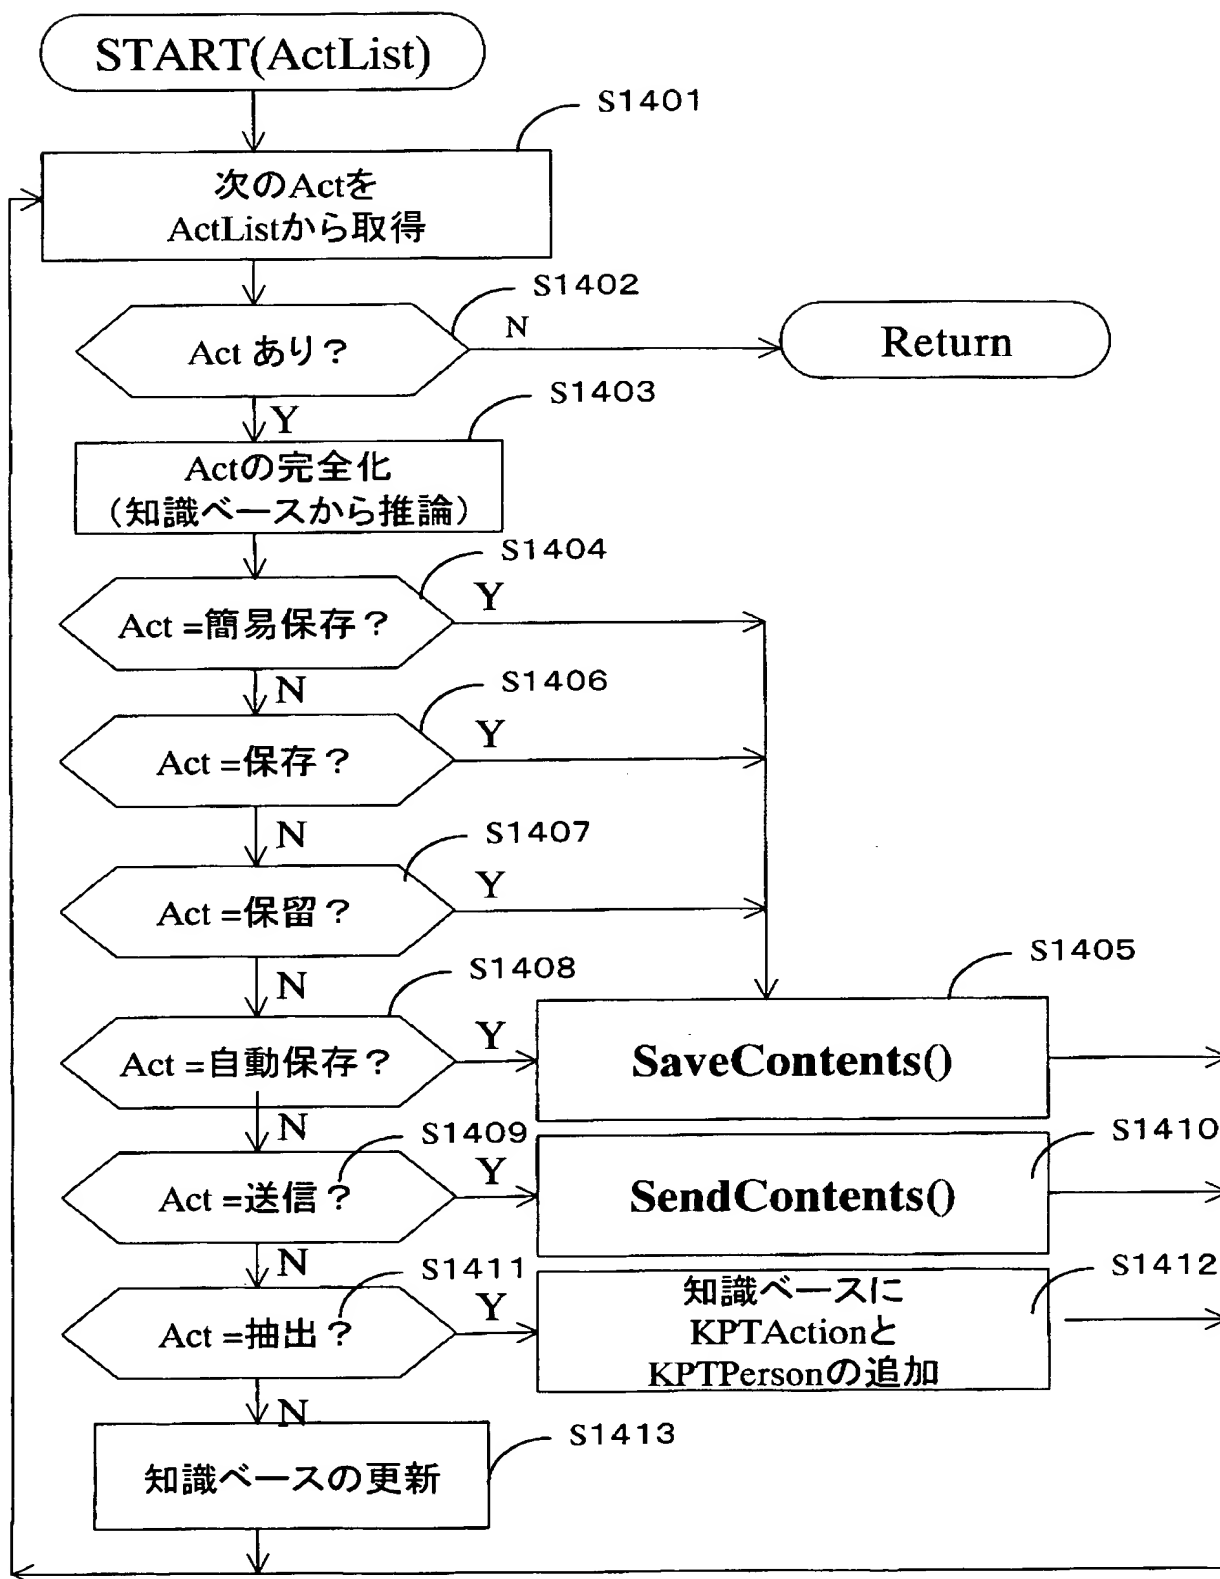 START(ActList)
S1401
次のActを
ActListから取得
S1402
Act あり？
N
Return
Y
S1403
Actの完全化
（知識ベースから推論）
S1404
Act =簡易保存？
Y
N
S1406
Act =保存？
Y
N
S1407
Act =保留？
Y
N
S1408
S1405
Act =自動保存？
Y
SaveContents()
N
S1409
S1410
Act =送信？
Y
SendContents()
N
S1411
S1412
Act =抽出？
Y
知識ベースに
KPTActionと
KPTPersonの追加
N
S1413
知識ベースの更新